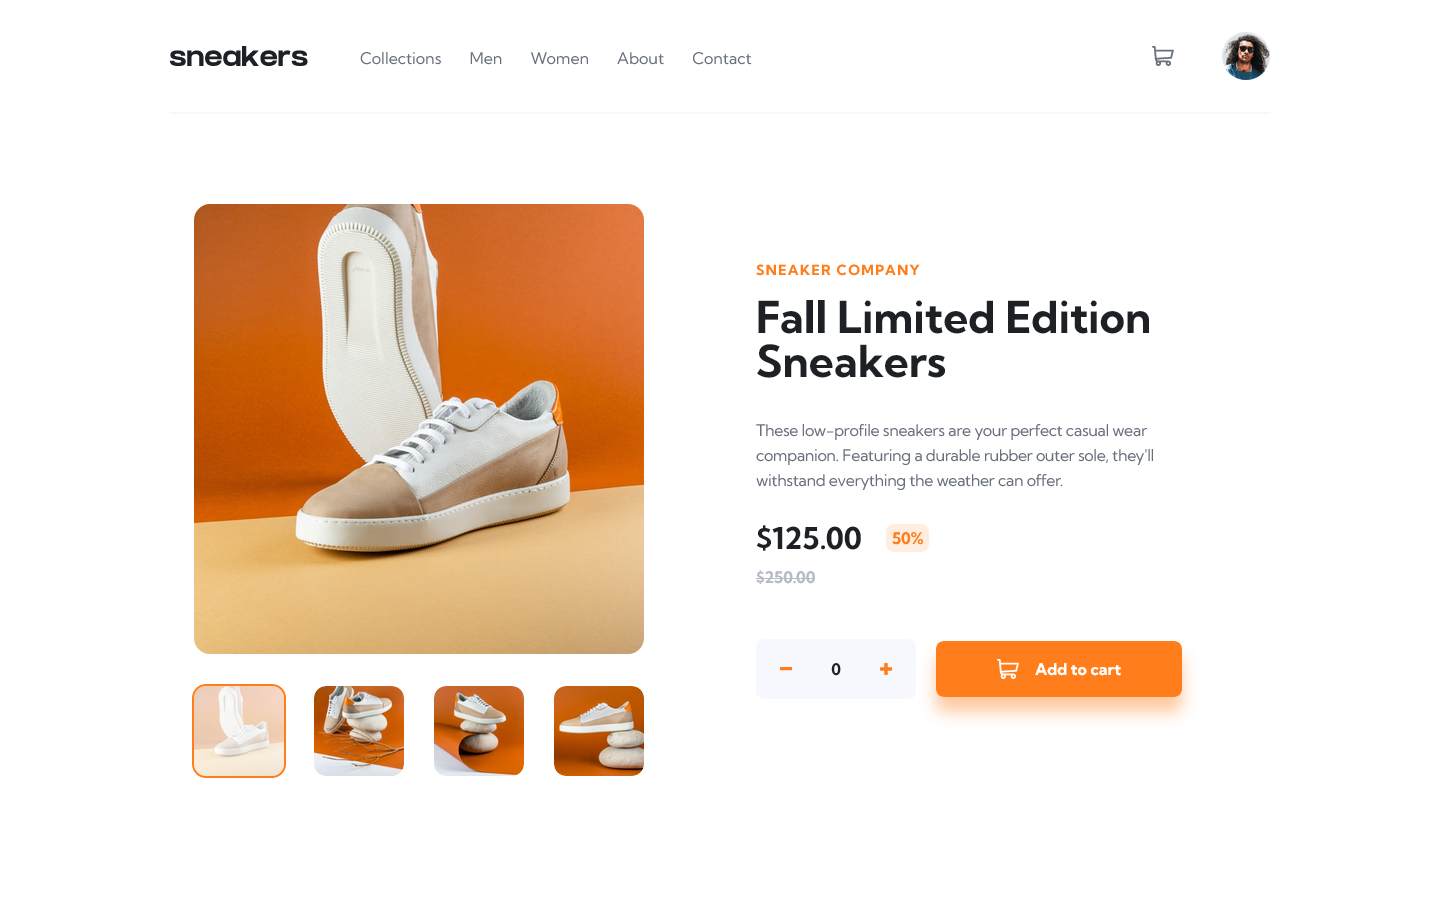 sneakers
Collections
Men
Women
About
Contact
SNEAKER COMPANY
Fall Limited Edition
Sneakers
These low-profile sneakers are your perfect casual wear
companion. Featuring a durable rubber outer sole, they'll
withstand everything the weather can offer.
$125.00
50%
$250.00
0
Add to cart